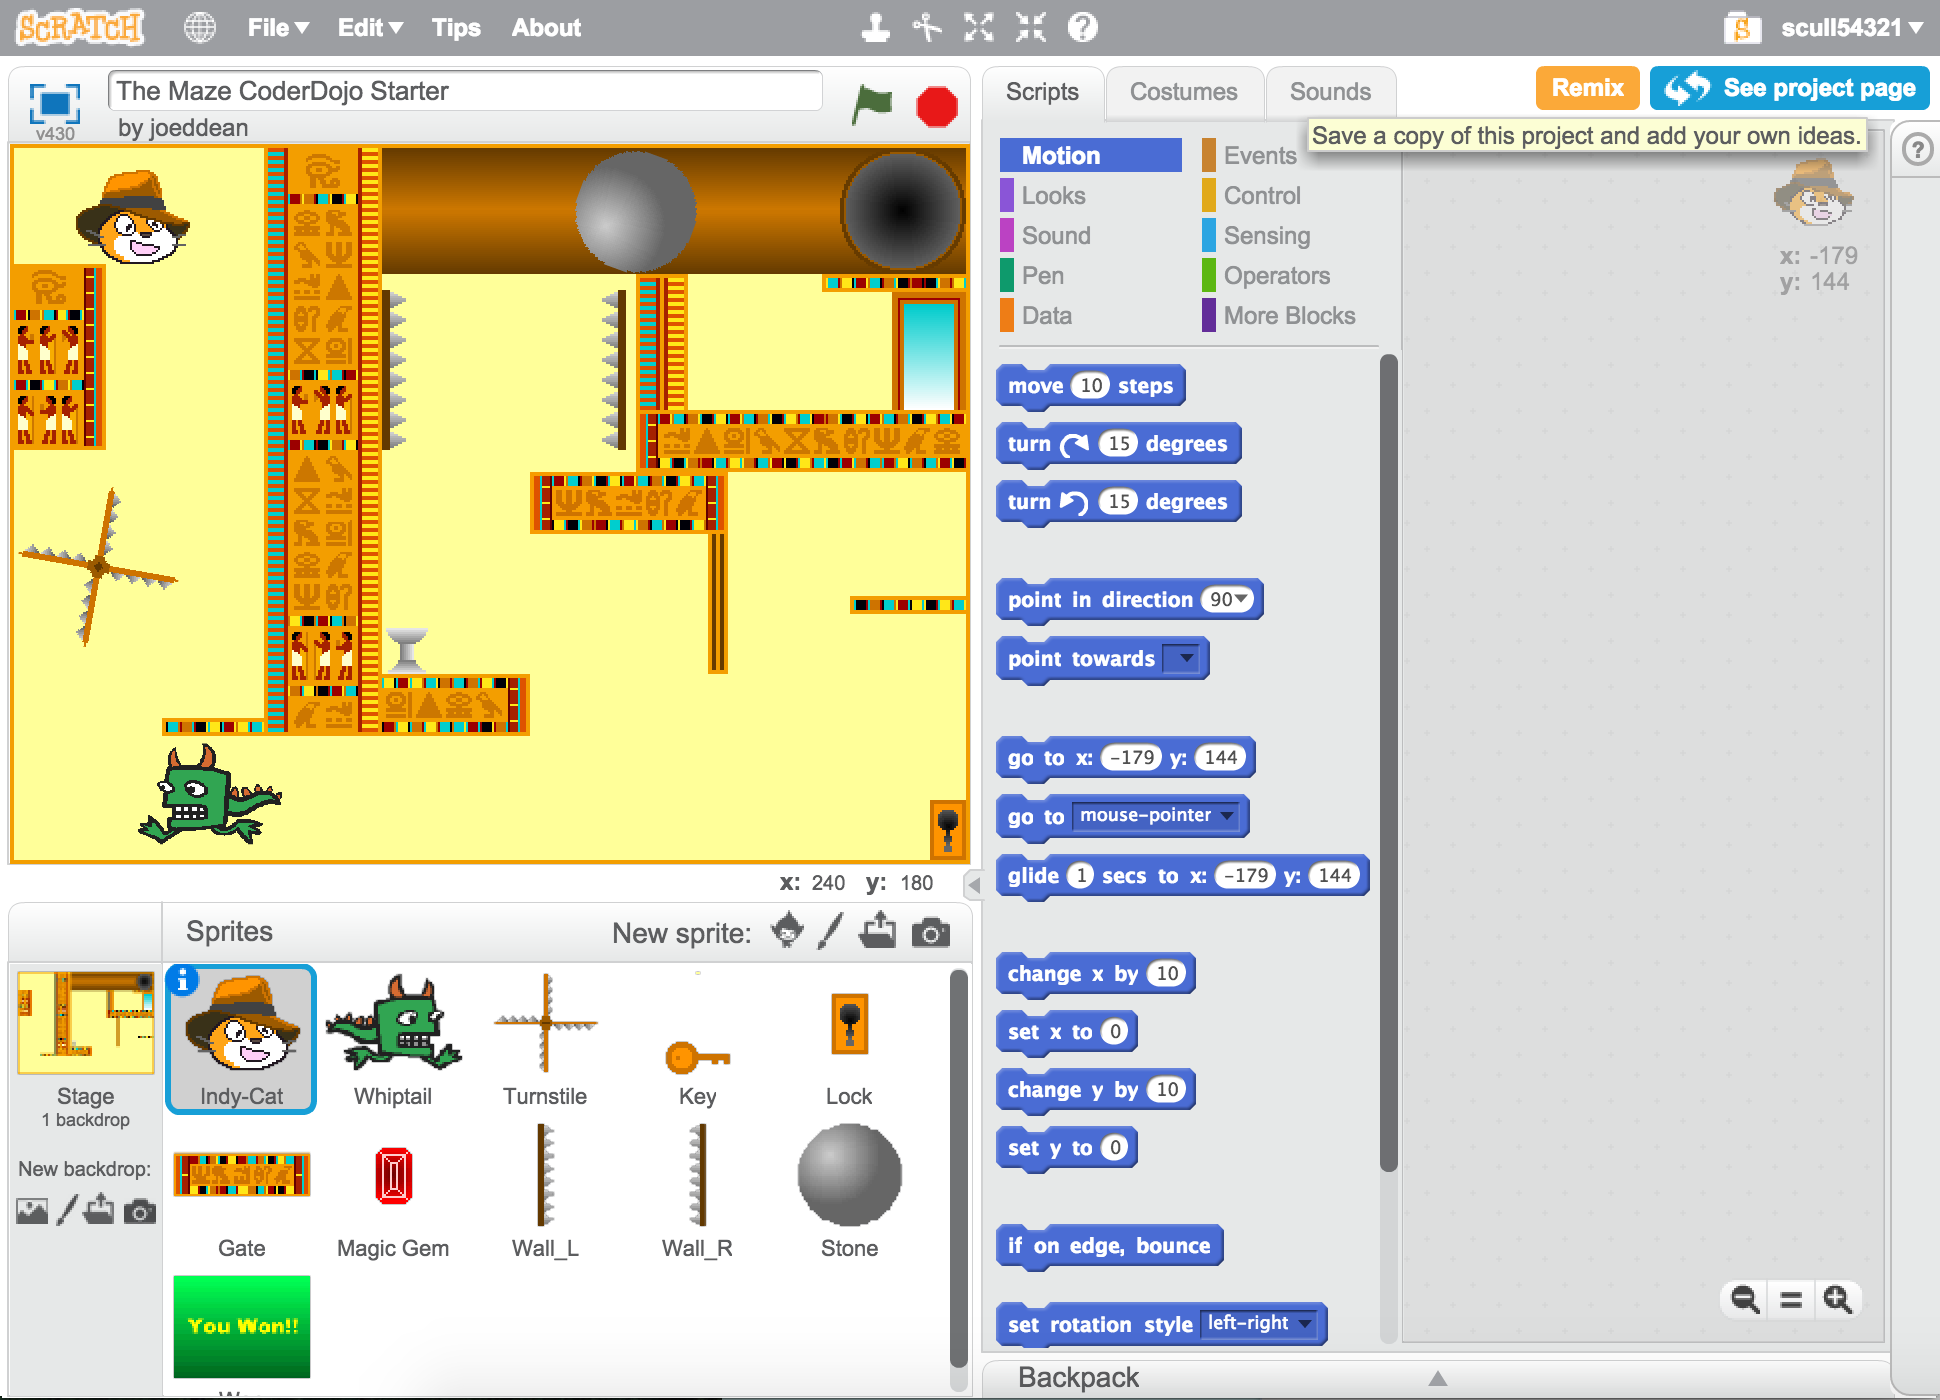 SCRATCH
File▼ Edit▼ Tips About
scull54321▼
v430
The Maze CoderDojo Starter
by joeddean
Scripts Costumes Sounds
Remix
See project page
Save a copy of this project and add your own ideas.
?
Motion Events
Looks Control
Sound Sensing
Pen Operators
Data More Blocks
x: -179
y: 144
move 10 steps
turn 15 degrees
turn 15 degrees
point in direction 90▼
point towards
go to x: -179 y: 144
go to mouse-pointer
glide 1 secs to x: -179 y: 144
change x by 10
set x to 0
change y by 10
set y to 0
if on edge, bounce
set rotation style left-right
x: 240 y: 180
Sprites
New sprite:
Stage
1 backdrop
New backdrop:
Indy-Cat Whiptail Turnstile Key Lock
Gate Magic Gem Wall_L Wall_R Stone
You Won!!
Backpack